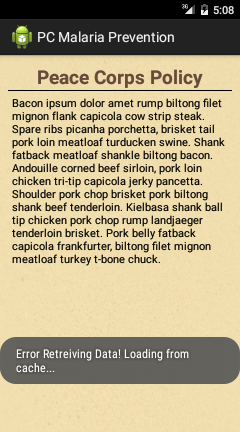 3G 5:08
PC Malaria Prevention
Peace Corps Policy
Bacon ipsum dolor amet rump biltong filet
mignon flank capicola cow strip steak.
Spare ribs picanha porchetta, brisket tail
pork loin meatloaf turducken swine. Shank
fatback meatloaf shankle biltong bacon.
Andouille corned beef sirloin, pork loin
chicken tri-tip capicola jerky pancetta.
Shoulder pork chop brisket pork biltong
shank beef tenderloin. Kielbasa shank ball
tip chicken pork chop rump landjaeger
tenderloin brisket. Pork belly fatback
capicola frankfurter, biltong filet mignon
meatloaf turkey t-bone chuck.
Error Retreiving Data! Loading from
cache...